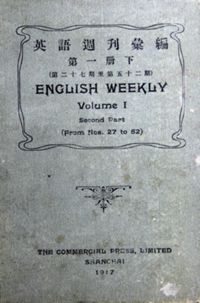 英語週刊彙編
第一册下
(第二十七期至第五十二期)
ENGLISH WEEKLY
Volume I
Second Part
(From Nos. 27 to 52)
THE COMMERCIAL PRESS, LIMITED
SHANGHAI
1917